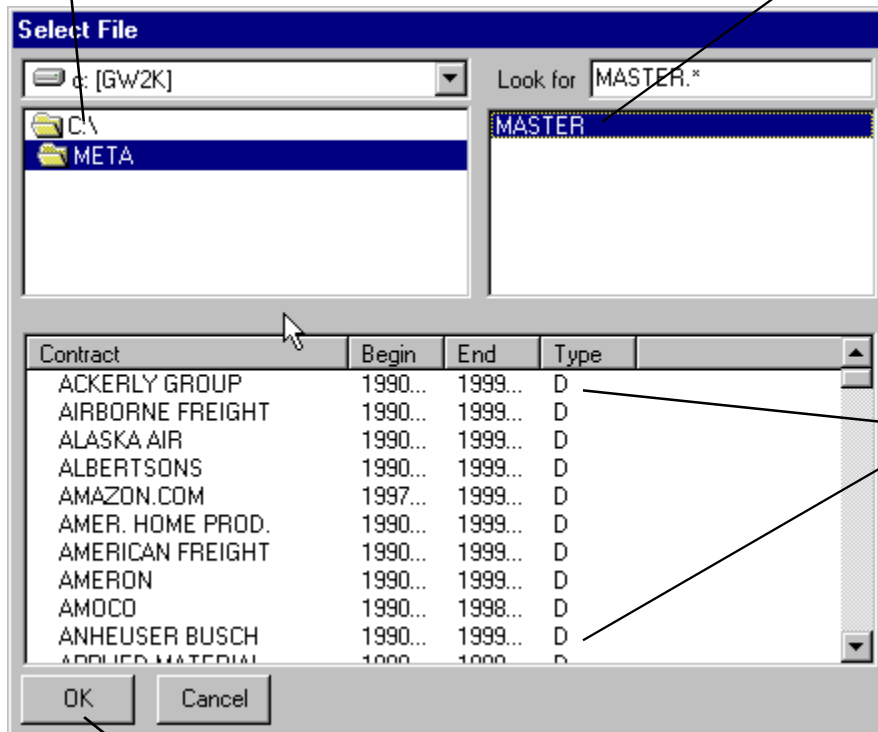 Select File
c: [GW2K]
Look for MASTER.*
C:\
META
MASTER
Contract Begin End Type
ACKERLY GROUP 1990... 1999... D
AIRBORNE FREIGHT 1990... 1999... D
ALASKA AIR 1990... 1999... D
ALBERTSONS 1990... 1999... D
AMAZON.COM 1997... 1999... D
AMER. HOME PROD. 1990... 1999... D
AMERICAN FREIGHT 1990... 1999... D
AMERON 1990... 1999... D
AMOCO 1990... 1998... D
ANHEUSER BUSCH 1990... 1999... D
APPLIED MATERIAL
OK Cancel